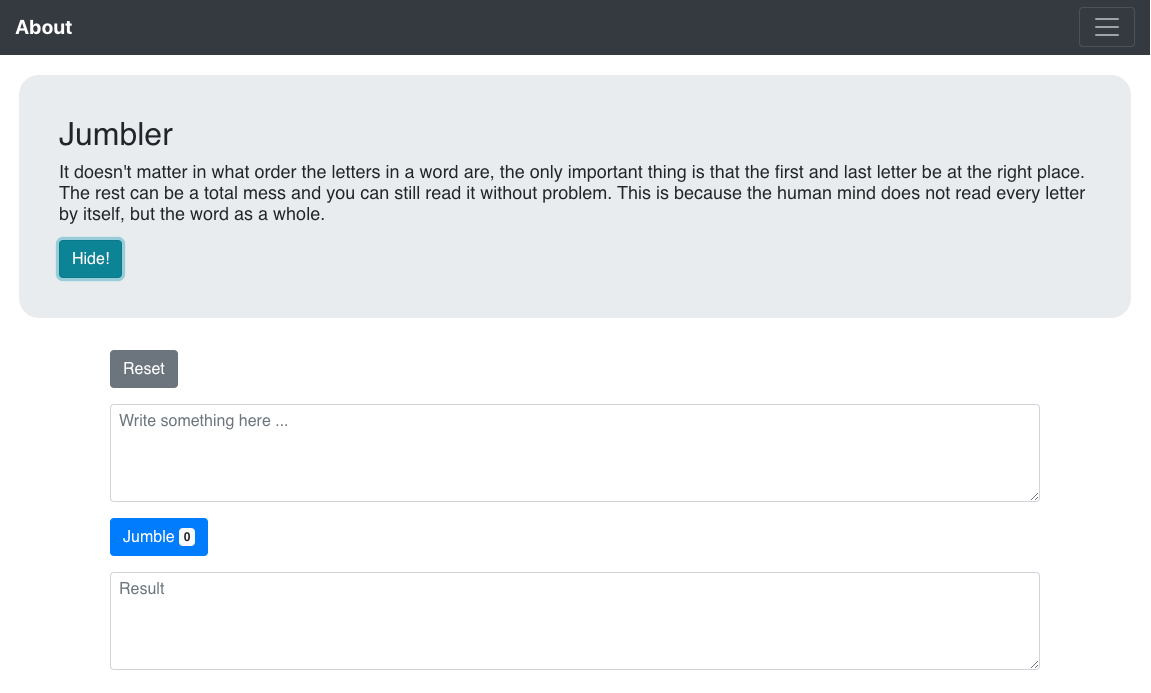 About
Jumbler
It doesn't matter in what order the letters in a word are, the only important thing is that the first and last letter be at the right place.
The rest can be a total mess and you can still read it without problem. This is because the human mind does not read every letter
by itself, but the word as a whole.
Hide!
Reset
Write something here ...
Jumble 0
Result